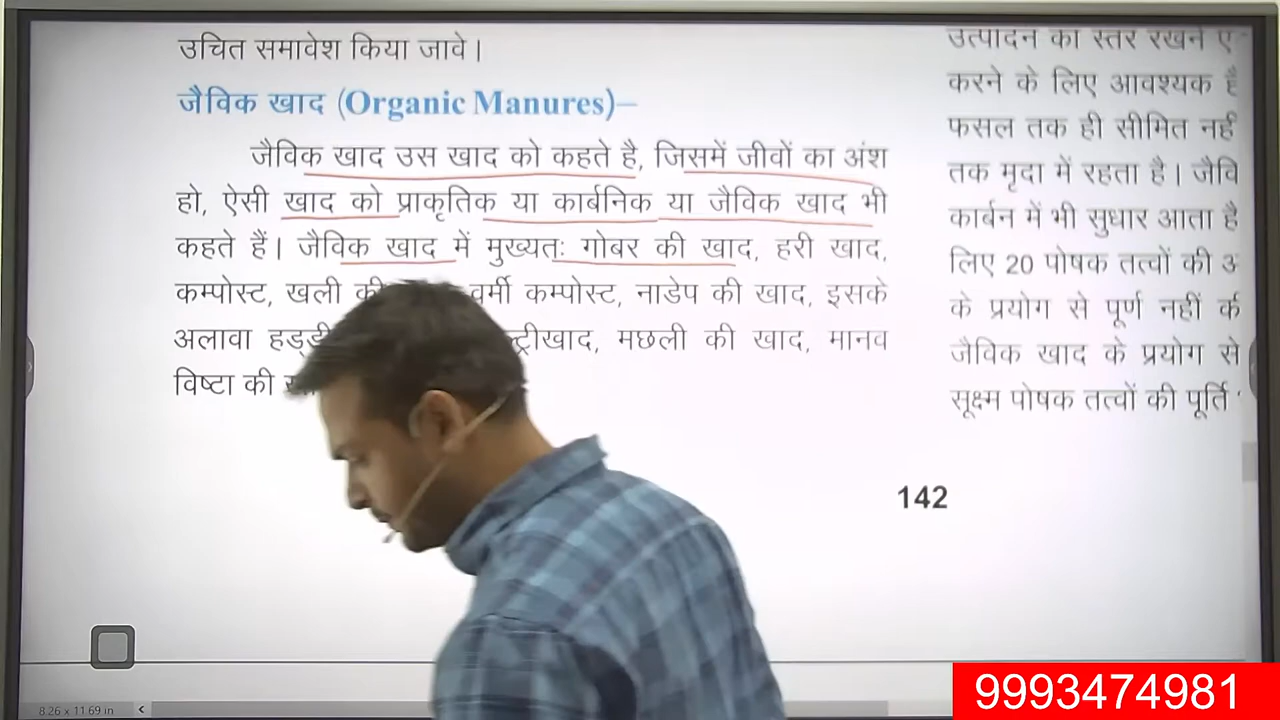 उचित समावेश किया जावे।
जैविक खाद (Organic Manures)–
जैविक खाद उस खाद को कहते है, जिसमें जीवों का अंश
हो, ऐसी खाद को प्राकृतिक या कार्बनिक या जैविक खाद भी
कहते हैं। जैविक खाद में मुख्यतः गोबर की खाद, हरी खाद,
कम्पोस्ट, खली की वर्मी कम्पोस्ट, नाडेप की खाद, इसके
अलावा मछली की खाद, मानव
विष्टा की
उत्पादन का स्तर रखने
करने के लिए आवश्यक
फसल तक ही सीमित
तक मृदा में रहता है।
कार्बन में भी सुधार आता है
लिए 20 पोषक तत्वों की
के प्रयोग से पूर्ण नहीं
जैविक खाद के प्रयोग से
सूक्ष्म पोषक तत्वों की पूर्ति
142
8.26 x 11.69 in <
9993474981